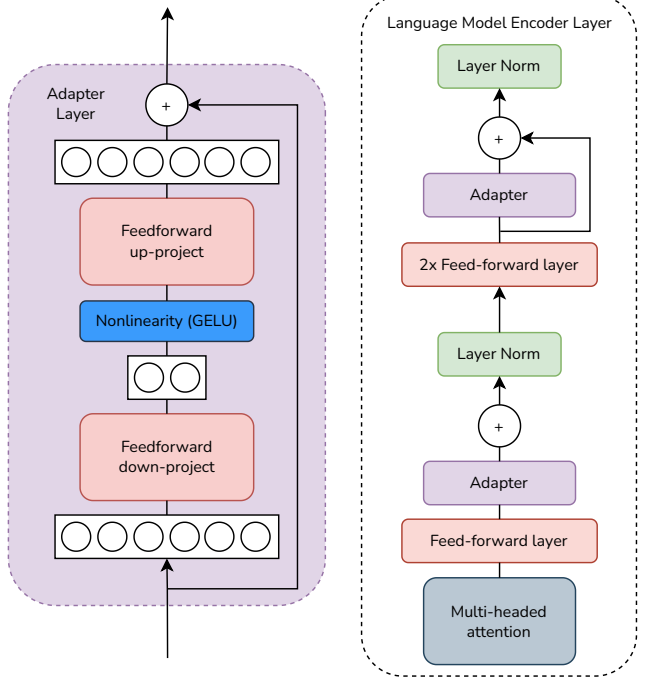 Adapter
Layer
+
Feedforward
up-project
Nonlinearity (GELU)
Feedforward
down-project
Language Model Encoder Layer
Layer Norm
+
Adapter
2x Feed-forward layer
Layer Norm
+
Adapter
Feed-forward layer
Multi-headed
attention